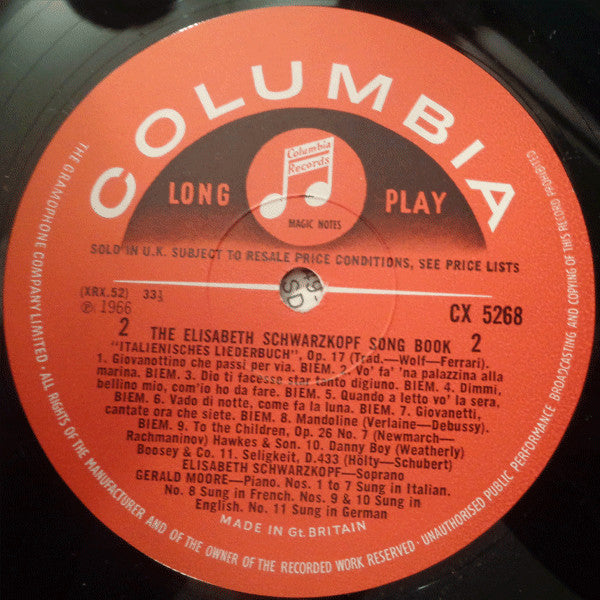 COLUMBIA
Columbia
Records
LONG PLAY
MAGIC NOTES
SOLD IN U.K. SUBJECT TO RESALE PRICE CONDITIONS, SEE PRICE LISTS
(XRX.52) 33⅓
℗ 1966
CX 5268
2 THE ELISABETH SCHWARZKOPF SONG BOOK 2
"ITALIENISCHES LIEDERBUCH", Op. 17 (Trad.—Wolf—Ferrari).
1. Giovanottino che passi per via. BIEM. 2. Vo' fa' 'na palazzina alla
marina. BIEM. 3. Dio ti facesse star tanto digiuno. BIEM. 4. Dimmi,
bellino mio, com'io ho da fare. BIEM. 5. Quando a letto vo' la sera.
BIEM. 6. Vado di notte, come fa la luna. BIEM. 7. Giovanetti,
cantate ora che siete. BIEM. 8. Mandoline (Verlaine—Debussy).
BIEM. 9. To the Children, Op. 26 No. 7 (Newmarch—
Rachmaninov) Hawkes & Son. 10. Danny Boy (Weatherly)
Boosey & Co. 11. Seligkeit, D.433 (Hölty—Schubert)
ELISABETH SCHWARZKOPF—Soprano
GERALD MOORE—Piano. Nos. 1 to 7 Sung in Italian.
No. 8 Sung in French. Nos. 9 & 10 Sung in
English. No. 11 Sung in German
MADE IN Gt. BRITAIN
THE GRAMOPHONE COMPANY LIMITED · ALL RIGHTS OF THE MANUFACTURER AND OF THE OWNER OF THE RECORDED WORK RESERVED · UNAUTHORISED PUBLIC PERFORMANCE BROADCASTING AND COPYING OF THIS RECORD PROHIBITED